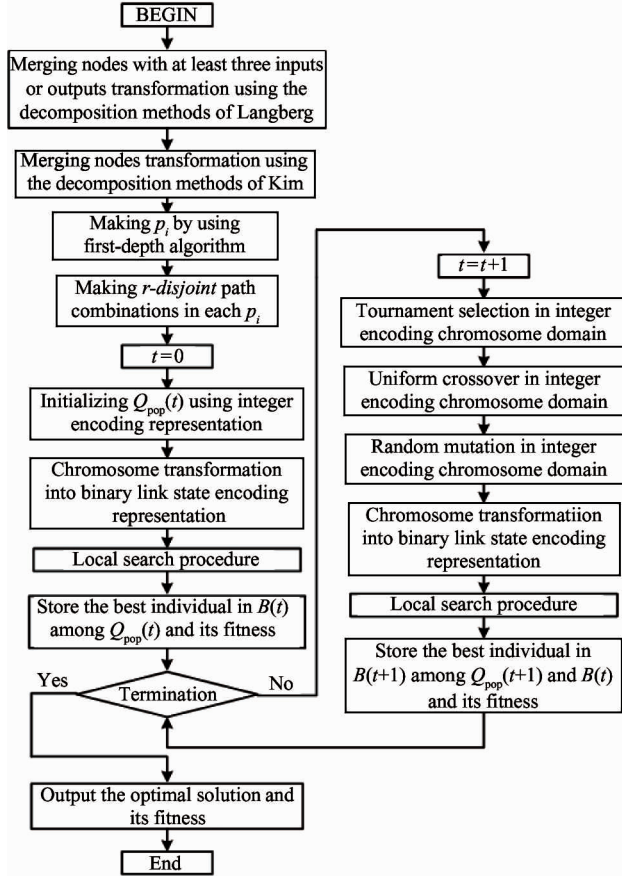 BEGIN
Merging nodes with at least three inputs
or outputs transformation using the
decomposition methods of Langberg
Merging nodes transformation using
the decomposition methods of Kim
Making p_i by using
first-depth algorithm
Making r-disjoint path
combinations in each p_i
t=0
Initializing Q_pop(t) using integer
encoding representation
Chromosome transformation
into binary link state encoding
representation
Local search procedure
Store the best individual in B(t)
among Q_pop(t) and its fitness
Yes
Termination
No
Output the optimal solution and
its fitness
End
t=t+1
Tournament selection in integer
encoding chromosome domain
Uniform crossover in integer
encoding chromosome domain
Random mutation in integer
encoding chromosome domain
Chromosome transformatiion
into binary link state encoding
representation
Local search procedure
Store the best individual in
B(t+1) among Q_pop(t+1) and B(t)
and its fitness